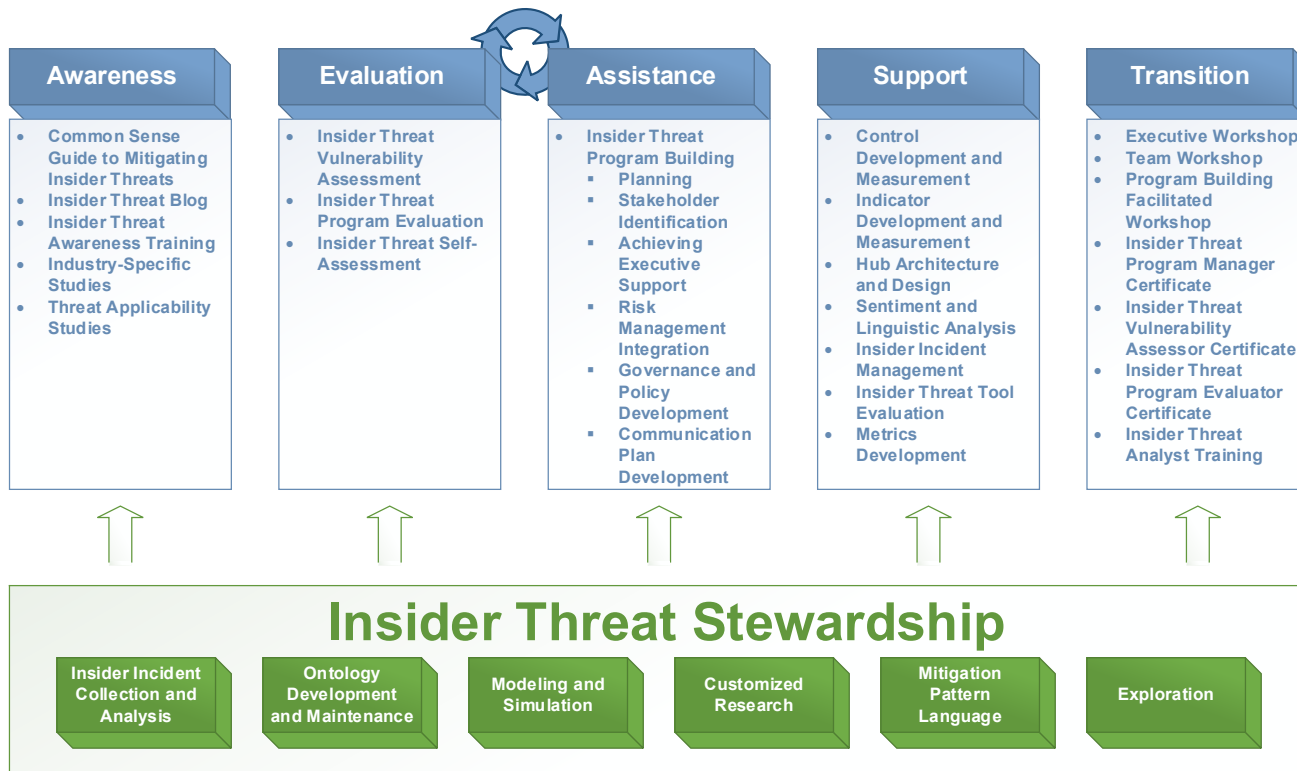 Awareness
Common Sense
Guide to Mitigating
Insider Threats
Insider Threat Blog
Insider Threat
Awareness Training
Industry-Specific
Studies
Threat Applicability
Studies
Evaluation
Insider Threat
Vulnerability
Assessment
Insider Threat
Program Evaluation
Insider Threat Self-
Assessment
Assistance
Insider Threat
Program Building
Planning
Stakeholder
Identification
Achieving
Executive
Support
Risk
Management
Integration
Governance and
Policy
Development
Communication
Plan
Development
Support
Control
Development and
Measurement
Indicator
Development and
Measurement
Hub Architecture
and Design
Sentiment and
Linguistic Analysis
Insider Incident
Management
Insider Threat Tool
Evaluation
Metrics
Development
Transition
Executive Workshop
Team Workshop
Program Building
Facilitated
Workshop
Insider Threat
Program Manager
Certificate
Insider Threat
Vulnerability
Assessor Certificate
Insider Threat
Program Evaluator
Certificate
Insider Threat
Analyst Training
Insider Threat Stewardship
Insider Incident
Collection and
Analysis
Ontology
Development
and Maintenance
Modeling and
Simulation
Customized
Research
Mitigation
Pattern
Language
Exploration